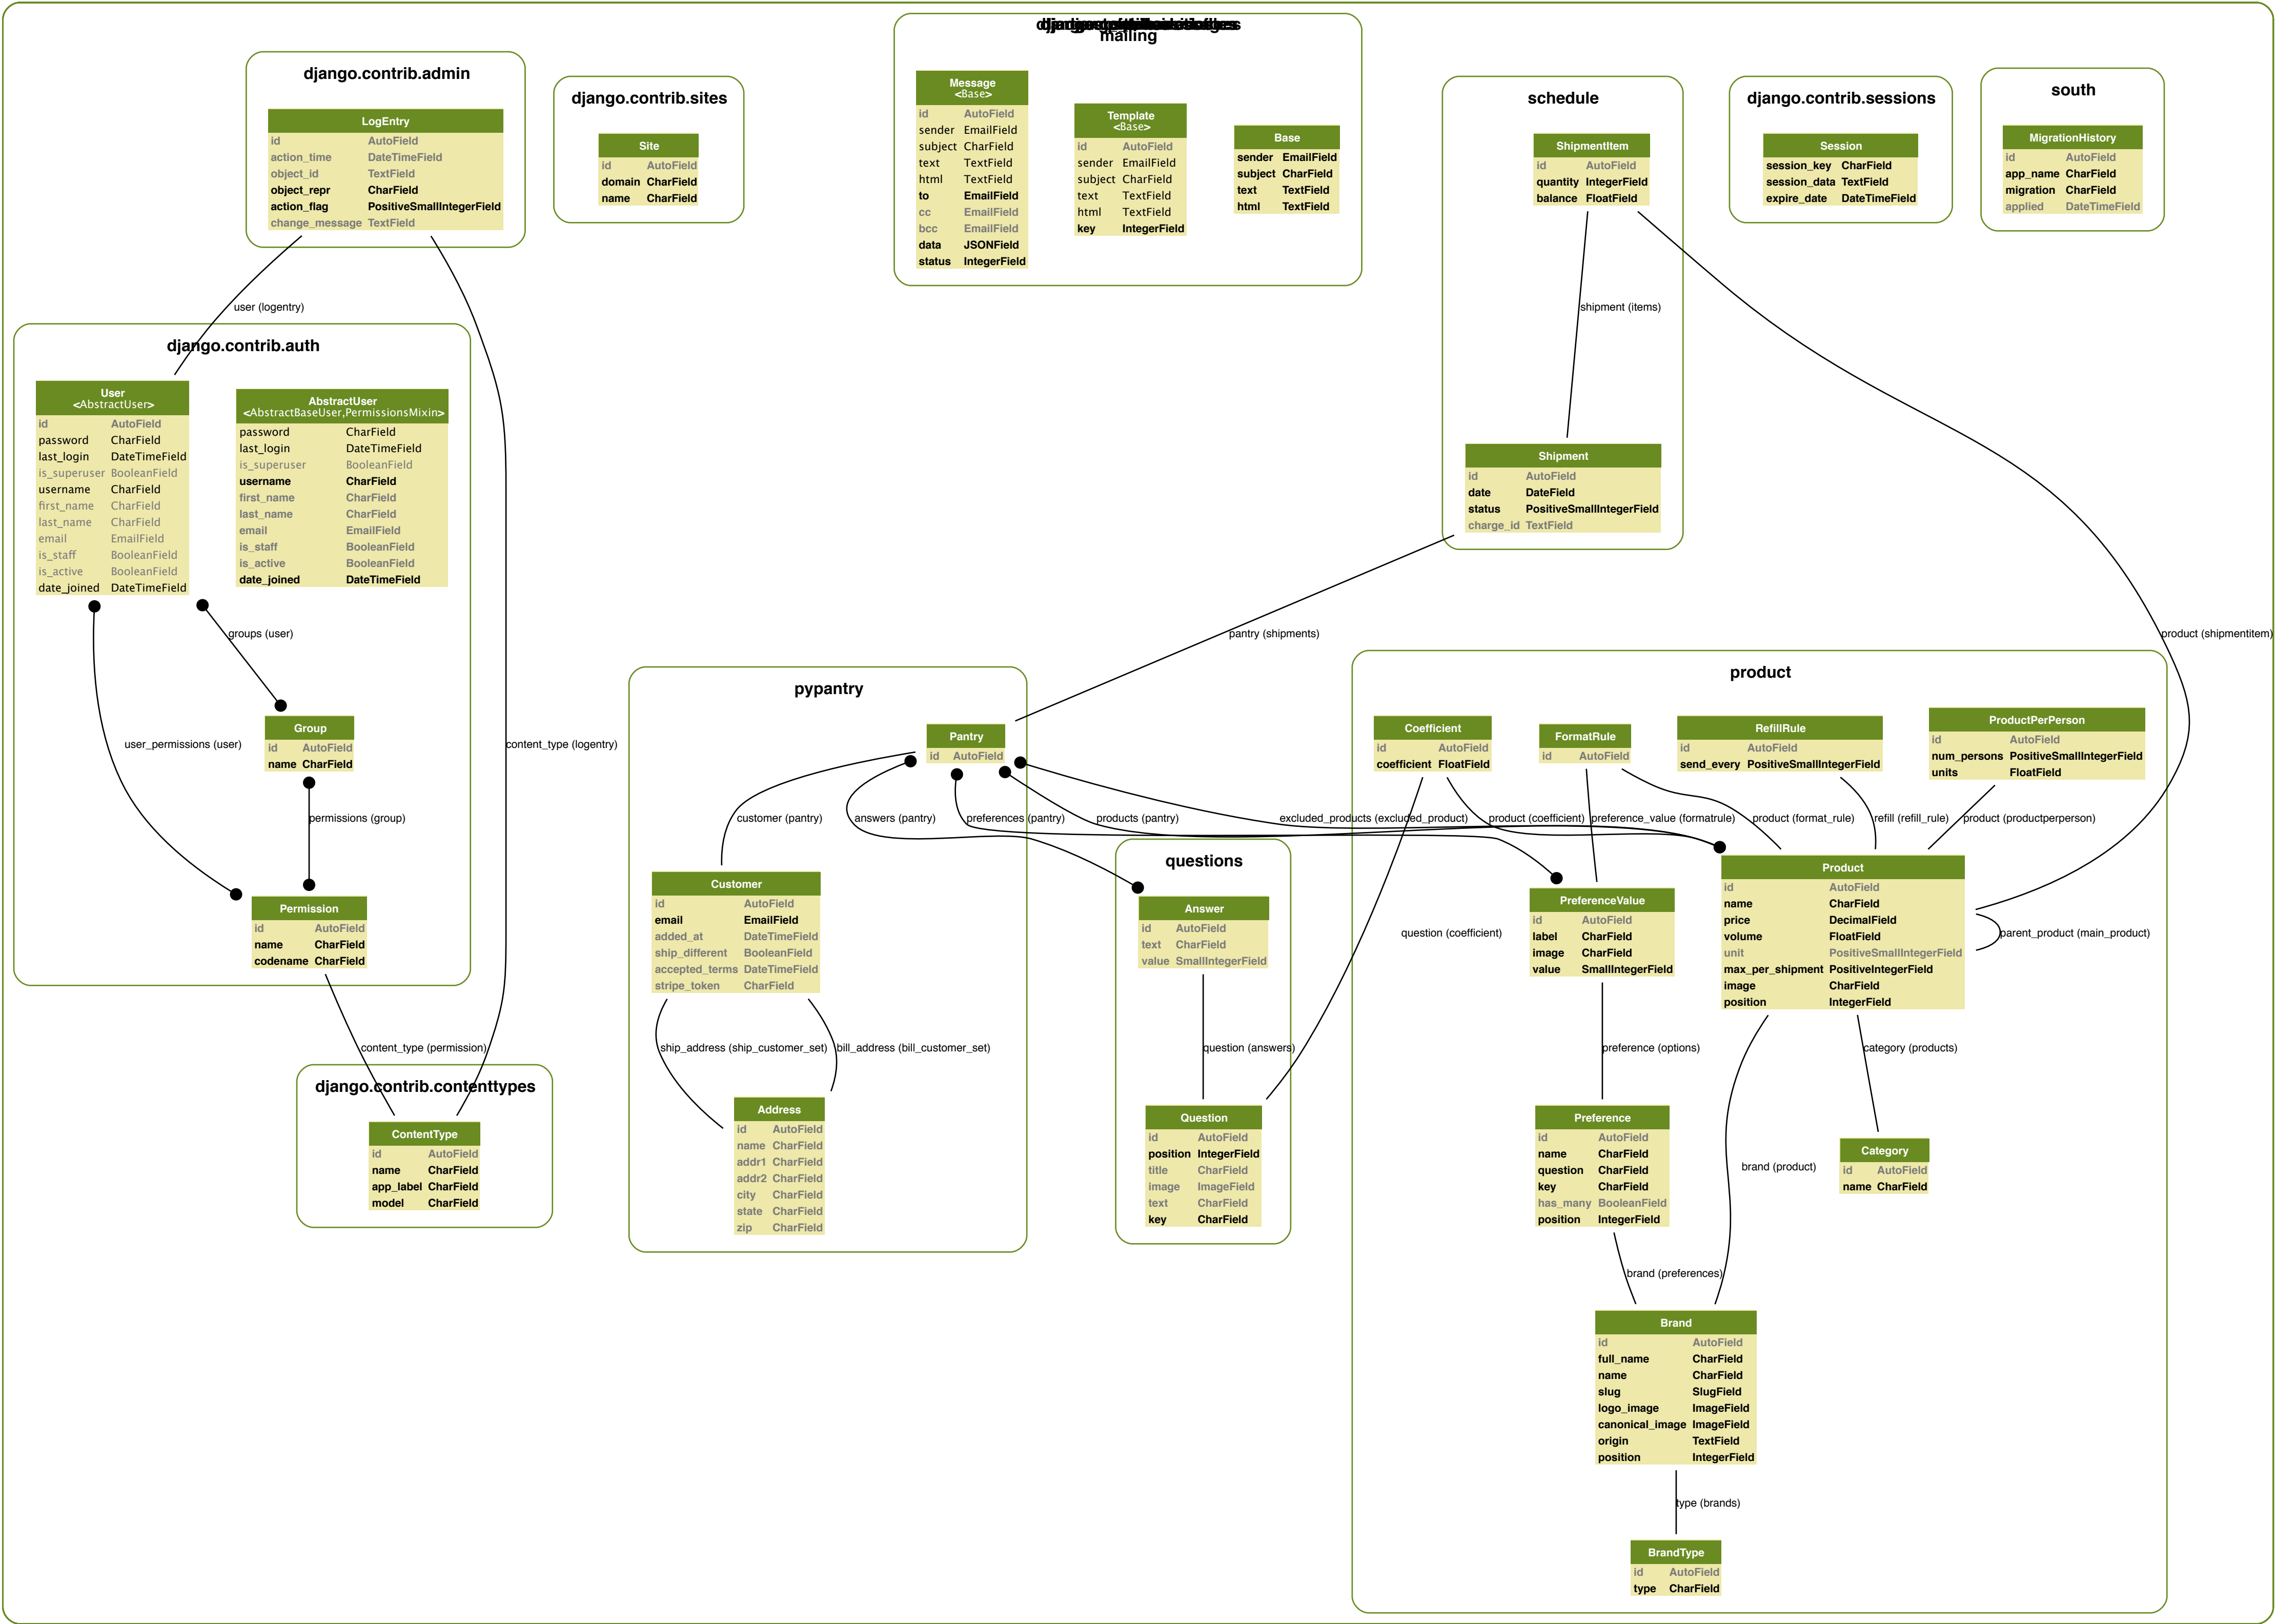 mailing
Message
<Base>
id AutoField
sender EmailField
subject CharField
text TextField
html TextField
to EmailField
cc EmailField
bcc EmailField
data JSONField
status IntegerField
Template
<Base>
id AutoField
sender EmailField
subject CharField
text TextField
html TextField
key IntegerField
Base
sender EmailField
subject CharField
text TextField
html TextField
django.contrib.admin
LogEntry
id AutoField
action_time DateTimeField
object_id TextField
object_repr CharField
action_flag PositiveSmallIntegerField
change_message TextField
django.contrib.sites
Site
id AutoField
domain CharField
name CharField
schedule
ShipmentItem
id AutoField
quantity IntegerField
balance FloatField
shipment (items)
Shipment
id AutoField
date DateField
status PositiveSmallIntegerField
charge_id TextField
django.contrib.sessions
Session
session_key CharField
session_data TextField
expire_date DateTimeField
south
MigrationHistory
id AutoField
app_name CharField
migration CharField
applied DateTimeField
user (logentry)
django.contrib.auth
User
<AbstractUser>
id AutoField
password CharField
last_login DateTimeField
is_superuser BooleanField
username CharField
first_name CharField
last_name CharField
email EmailField
is_staff BooleanField
is_active BooleanField
date_joined DateTimeField
AbstractUser
<AbstractBaseUser,PermissionsMixin>
password CharField
last_login DateTimeField
is_superuser BooleanField
username CharField
first_name CharField
last_name CharField
email EmailField
is_staff BooleanField
is_active BooleanField
date_joined DateTimeField
groups (user)
Group
id AutoField
name CharField
user_permissions (user)
permissions (group)
content_type (logentry)
Permission
id AutoField
name CharField
codename CharField
content_type (permission)
django.contrib.contenttypes
ContentType
id AutoField
name CharField
app_label CharField
model CharField
pantry (shipments)
product (shipmentitem)
pypantry
Pantry
id AutoField
customer (pantry)
answers (pantry)
preferences (pantry)
products (pantry)
excluded_products (excluded_product)
Customer
id AutoField
email EmailField
added_at DateTimeField
ship_different BooleanField
accepted_terms DateTimeField
stripe_token CharField
ship_address (ship_customer_set)
bill_address (bill_customer_set)
Address
id AutoField
name CharField
addr1 CharField
addr2 CharField
city CharField
state CharField
zip CharField
questions
Answer
id AutoField
text CharField
value SmallIntegerField
question (answers)
question (coefficient)
Question
id AutoField
position IntegerField
title CharField
image ImageField
text CharField
key CharField
product
Coefficient
id AutoField
coefficient FloatField
FormatRule
id AutoField
RefillRule
id AutoField
send_every PositiveSmallIntegerField
ProductPerPerson
id AutoField
num_persons PositiveSmallIntegerField
units FloatField
product (coefficient)
preference_value (formatrule)
product (format_rule)
refill (refill_rule)
product (productperperson)
PreferenceValue
id AutoField
label CharField
image CharField
value SmallIntegerField
Product
id AutoField
name CharField
price DecimalField
volume FloatField
unit PositiveSmallIntegerField
max_per_shipment PositiveIntegerField
image CharField
position IntegerField
parent_product (main_product)
preference (options)
category (products)
Preference
id AutoField
name CharField
question CharField
key CharField
has_many BooleanField
position IntegerField
brand (product)
Category
id AutoField
name CharField
brand (preferences)
Brand
id AutoField
full_name CharField
name CharField
slug SlugField
logo_image ImageField
canonical_image ImageField
origin TextField
position IntegerField
type (brands)
BrandType
id AutoField
type CharField